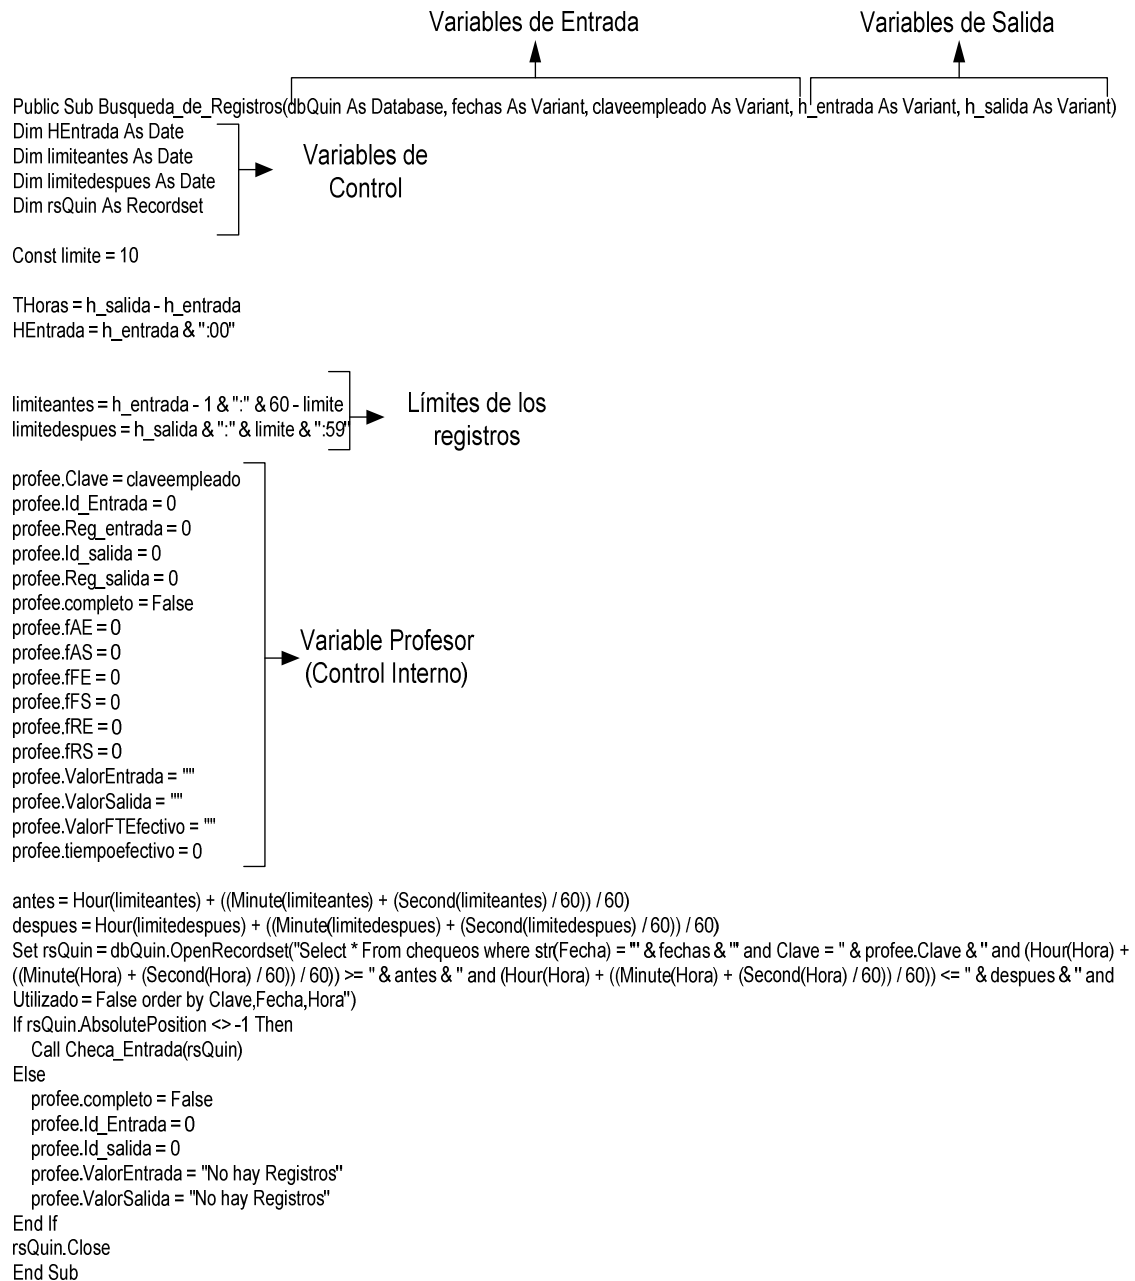 Variables de Entrada
Variables de Salida
Public Sub Busqueda_de_Registros(dbQuin As Database, fechas As Variant, claveempleado As Variant, h_entrada As Variant, h_salida As Variant)
Dim HEntrada As Date
Dim limiteantes As Date
Dim limitedespues As Date
Dim rsQuin As Recordset
Variables de
Control
Const limite = 10
THoras = h_salida - h_entrada
HEntrada = h_entrada & ":00"
limiteantes = h_entrada - 1 & ":" & 60 - limite
limitedespues = h_salida & ":" & limite & ":59"
Límites de los
registros
profee.Clave = claveempleado
profee.Id_Entrada = 0
profee.Reg_entrada = 0
profee.Id_salida = 0
profee.Reg_salida = 0
profee.completo = False
profee.fAE = 0
profee.fAS = 0
profee.fFE = 0
profee.fFS = 0
profee.fRE = 0
profee.fRS = 0
profee.ValorEntrada = ""
profee.ValorSalida = ""
profee.ValorFTEfectivo = ""
profee.tiempoefectivo = 0
Variable Profesor
(Control Interno)
antes = Hour(limiteantes) + ((Minute(limiteantes) + (Second(limiteantes) / 60)) / 60)
despues = Hour(limitedespues) + ((Minute(limitedespues) + (Second(limitedespues) / 60)) / 60)
Set rsQuin = dbQuin.OpenRecordset("Select * From chequeos where str(Fecha) = '" & fechas & "' and Clave = " & profee.Clave & " and (Hour(Hora) +
((Minute(Hora) + (Second(Hora) / 60)) / 60)) >= " & antes & " and (Hour(Hora) + ((Minute(Hora) + (Second(Hora) / 60)) / 60)) <= " & despues & " and
Utilizado = False order by Clave,Fecha,Hora")
If rsQuin.AbsolutePosition <> -1 Then
Call Checa_Entrada(rsQuin)
Else
profee.completo = False
profee.Id_Entrada = 0
profee.Id_salida = 0
profee.ValorEntrada = "No hay Registros"
profee.ValorSalida = "No hay Registros"
End If
rsQuin.Close
End Sub